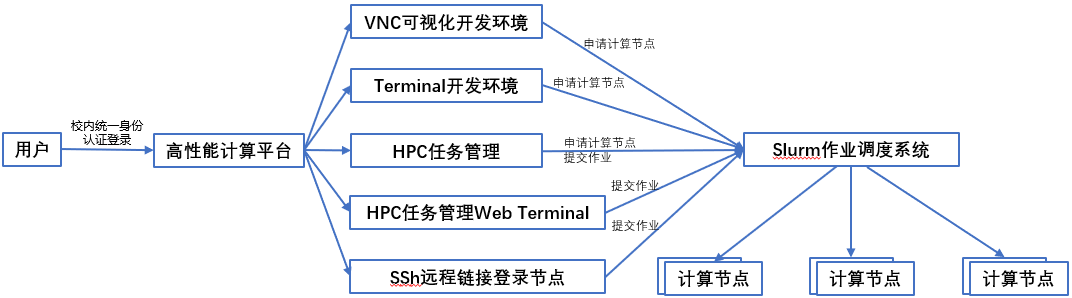 VNC可视化开发环境
申请计算节点
Terminal开发环境
申请计算节点
用户
校内统一身份
认证登录
高性能计算平台
HPC任务管理
申请计算节点
提交作业
Slurm作业调度系统
HPC任务管理Web Terminal
提交作业
提交作业
SSh远程链接登录节点
计算节点
计算节点
计算节点